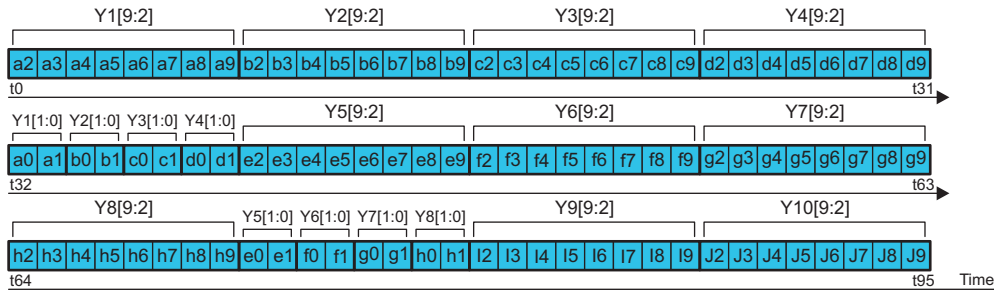 Y1[9:2] Y2[9:2] Y3[9:2] Y4[9:2]
a2 a3 a4 a5 a6 a7 a8 a9 b2 b3 b4 b5 b6 b7 b8 b9 c2 c3 c4 c5 c6 c7 c8 c9 d2 d3 d4 d5 d6 d7 d8 d9
t0 t31
Y1[1:0] Y2[1:0] Y3[1:0] Y4[1:0] Y5[9:2] Y6[9:2] Y7[9:2]
a0 a1 b0 b1 c0 c1 d0 d1 e2 e3 e4 e5 e6 e7 e8 e9 f2 f3 f4 f5 f6 f7 f8 f9 g2 g3 g4 g5 g6 g7 g8 g9
t32 t63
Y8[9:2] Y5[1:0] Y6[1:0] Y7[1:0] Y8[1:0] Y9[9:2] Y10[9:2]
h2 h3 h4 h5 h6 h7 h8 h9 e0 e1 f0 f1 g0 g1 h0 h1 I2 I3 I4 I5 I6 I7 I8 I9 J2 J3 J4 J5 J6 J7 J8 J9
t64 t95 Time